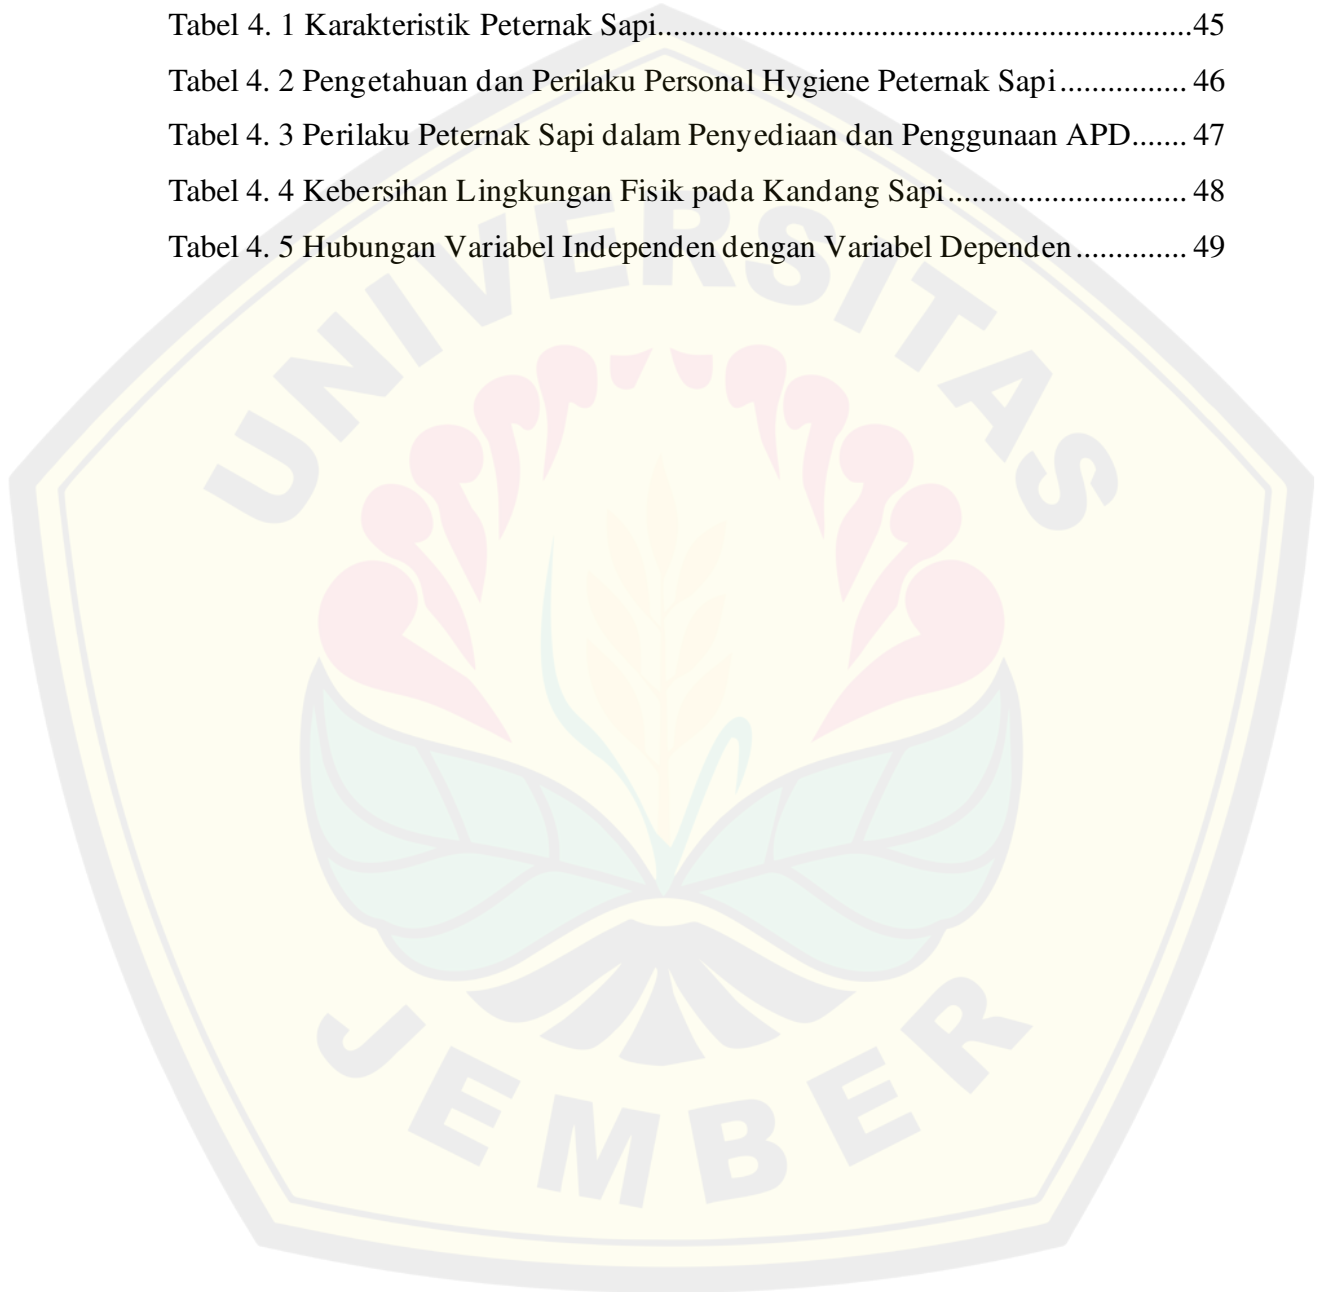 Tabel 4. 1 Karakteristik Peternak Sapi...................................................................45
Tabel 4. 2 Pengetahuan dan Perilaku Personal Hygiene Peternak Sapi................ 46
Tabel 4. 3 Perilaku Peternak Sapi dalam Penyediaan dan Penggunaan APD....... 47
Tabel 4. 4 Kebersihan Lingkungan Fisik pada Kandang Sapi.............................. 48
Tabel 4. 5 Hubungan Variabel Independen dengan Variabel Dependen.............. 49
UNIVERSITAS
JEMBER